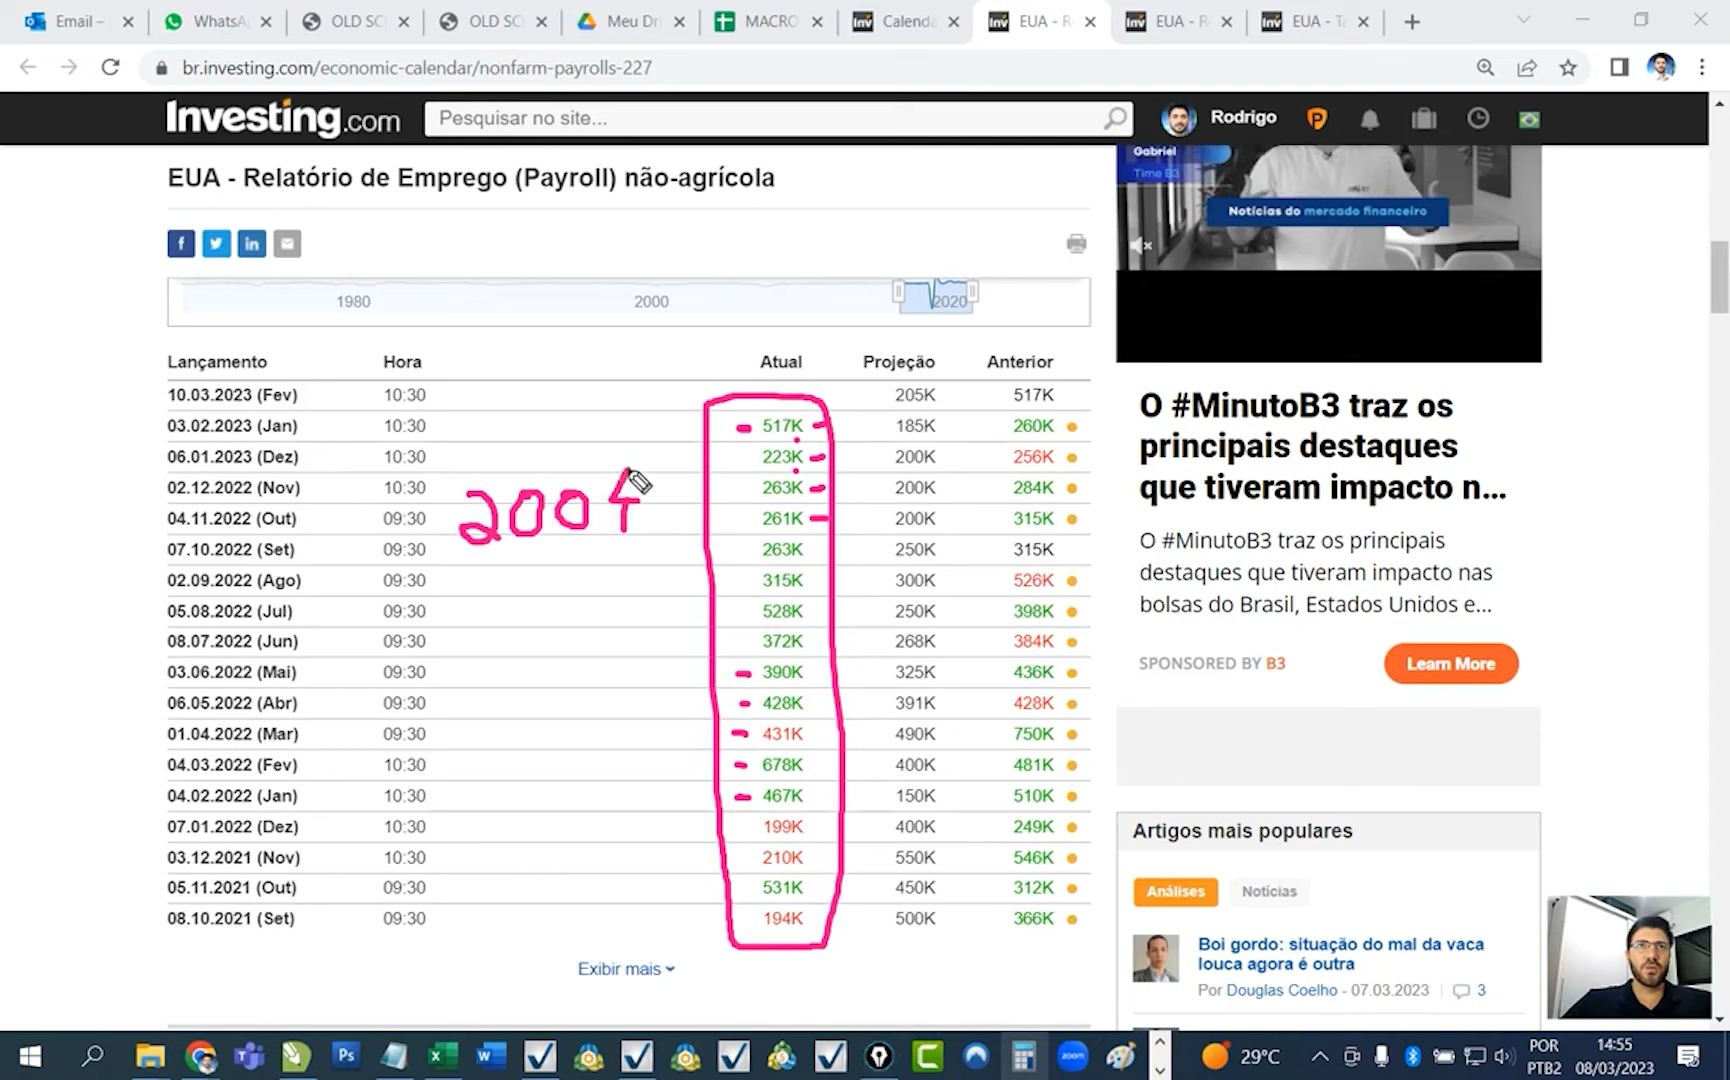 Email –
WhatsA
OLD SC
OLD SC
Meu Dri
MACRO
Calenda
EUA - R
EUA - R
EUA - Ta
br.investing.com/economic-calendar/nonfarm-payrolls-227
Investing.com
Pesquisar no site...
Rodrigo
EUA - Relatório de Emprego (Payroll) não-agrícola
1980 2000 2020
Lançamento Hora Atual Projeção Anterior
10.03.2023 (Fev) 10:30 205K 517K
03.02.2023 (Jan) 10:30 517K 185K 260K
06.01.2023 (Dez) 10:30 223K 200K 256K
02.12.2022 (Nov) 10:30 263K 200K 284K
04.11.2022 (Out) 09:30 261K 200K 315K
07.10.2022 (Set) 09:30 263K 250K 315K
02.09.2022 (Ago) 09:30 315K 300K 526K
05.08.2022 (Jul) 09:30 528K 250K 398K
08.07.2022 (Jun) 09:30 372K 268K 384K
03.06.2022 (Mai) 09:30 390K 325K 436K
06.05.2022 (Abr) 09:30 428K 391K 428K
01.04.2022 (Mar) 09:30 431K 490K 750K
04.03.2022 (Fev) 10:30 678K 400K 481K
04.02.2022 (Jan) 10:30 467K 150K 510K
07.01.2022 (Dez) 10:30 199K 400K 249K
03.12.2021 (Nov) 10:30 210K 550K 546K
05.11.2021 (Out) 09:30 531K 450K 312K
08.10.2021 (Set) 09:30 194K 500K 366K
Exibir mais
Gabriel
Time B3
Notícias do mercado financeiro
O #MinutoB3 traz os
principais destaques
que tiveram impacto n...
O #MinutoB3 traz os principais
destaques que tiveram impacto nas
bolsas do Brasil, Estados Unidos e...
SPONSORED BY B3
Learn More
Artigos mais populares
Análises Notícias
Boi gordo: situação do mal da vaca
louca agora é outra
Por Douglas Coelho - 07.03.2023 3
29°C
POR
PTB2
14:55
08/03/2023